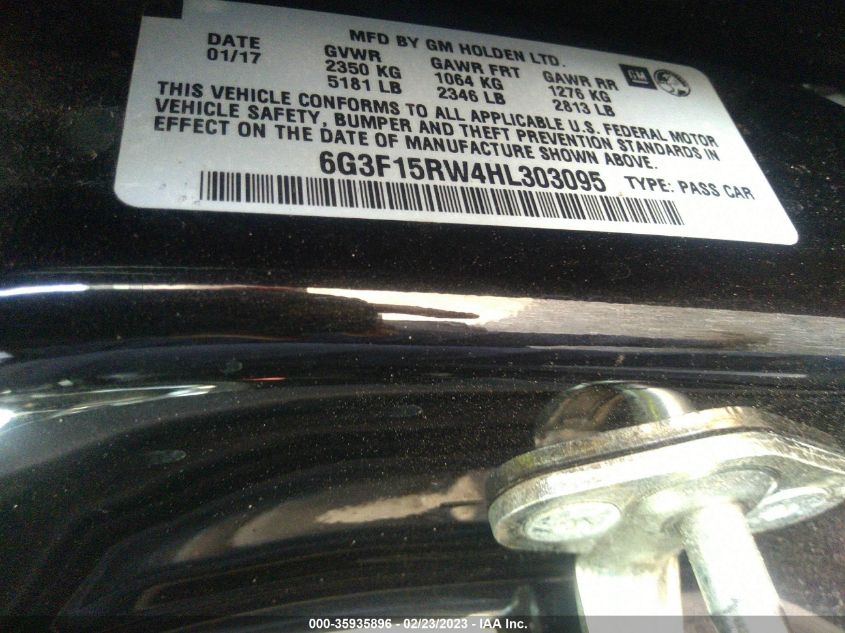 MFD BY GM HOLDEN LTD.
DATE GVWR GAWR FRT GAWR RR
01/17 2350 KG 1064 KG 1276 KG
5181 LB 2346 LB 2813 LB
GM
THIS VEHICLE CONFORMS TO ALL APPLICABLE U.S. FEDERAL MOTOR
VEHICLE SAFETY, BUMPER AND THEFT PREVENTION STANDARDS IN
EFFECT ON THE DATE OF MANUFACTURE SHOWN ABOVE.
6G3F15RW4HL303095 TYPE: PASS CAR
000-35935896 - 02/23/2023 - IAA Inc.